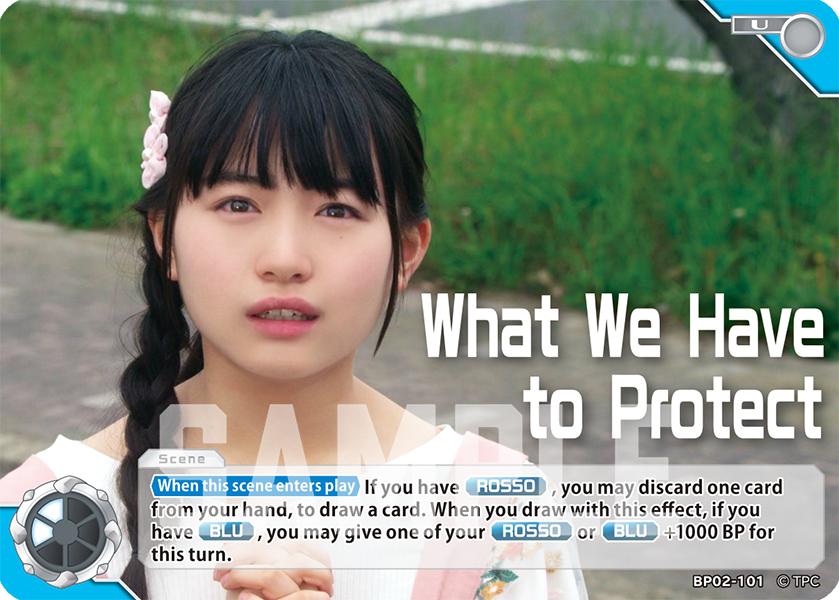 U
What We Have
to Protect
SAMPLE
Scene
When this scene enters play If you have ROSSO , you may discard one card
from your hand, to draw a card. When you draw with this effect, if you
have BLU , you may give one of your ROSSO or BLU +1000 BP for
this turn.
BP02-101 ©TPC